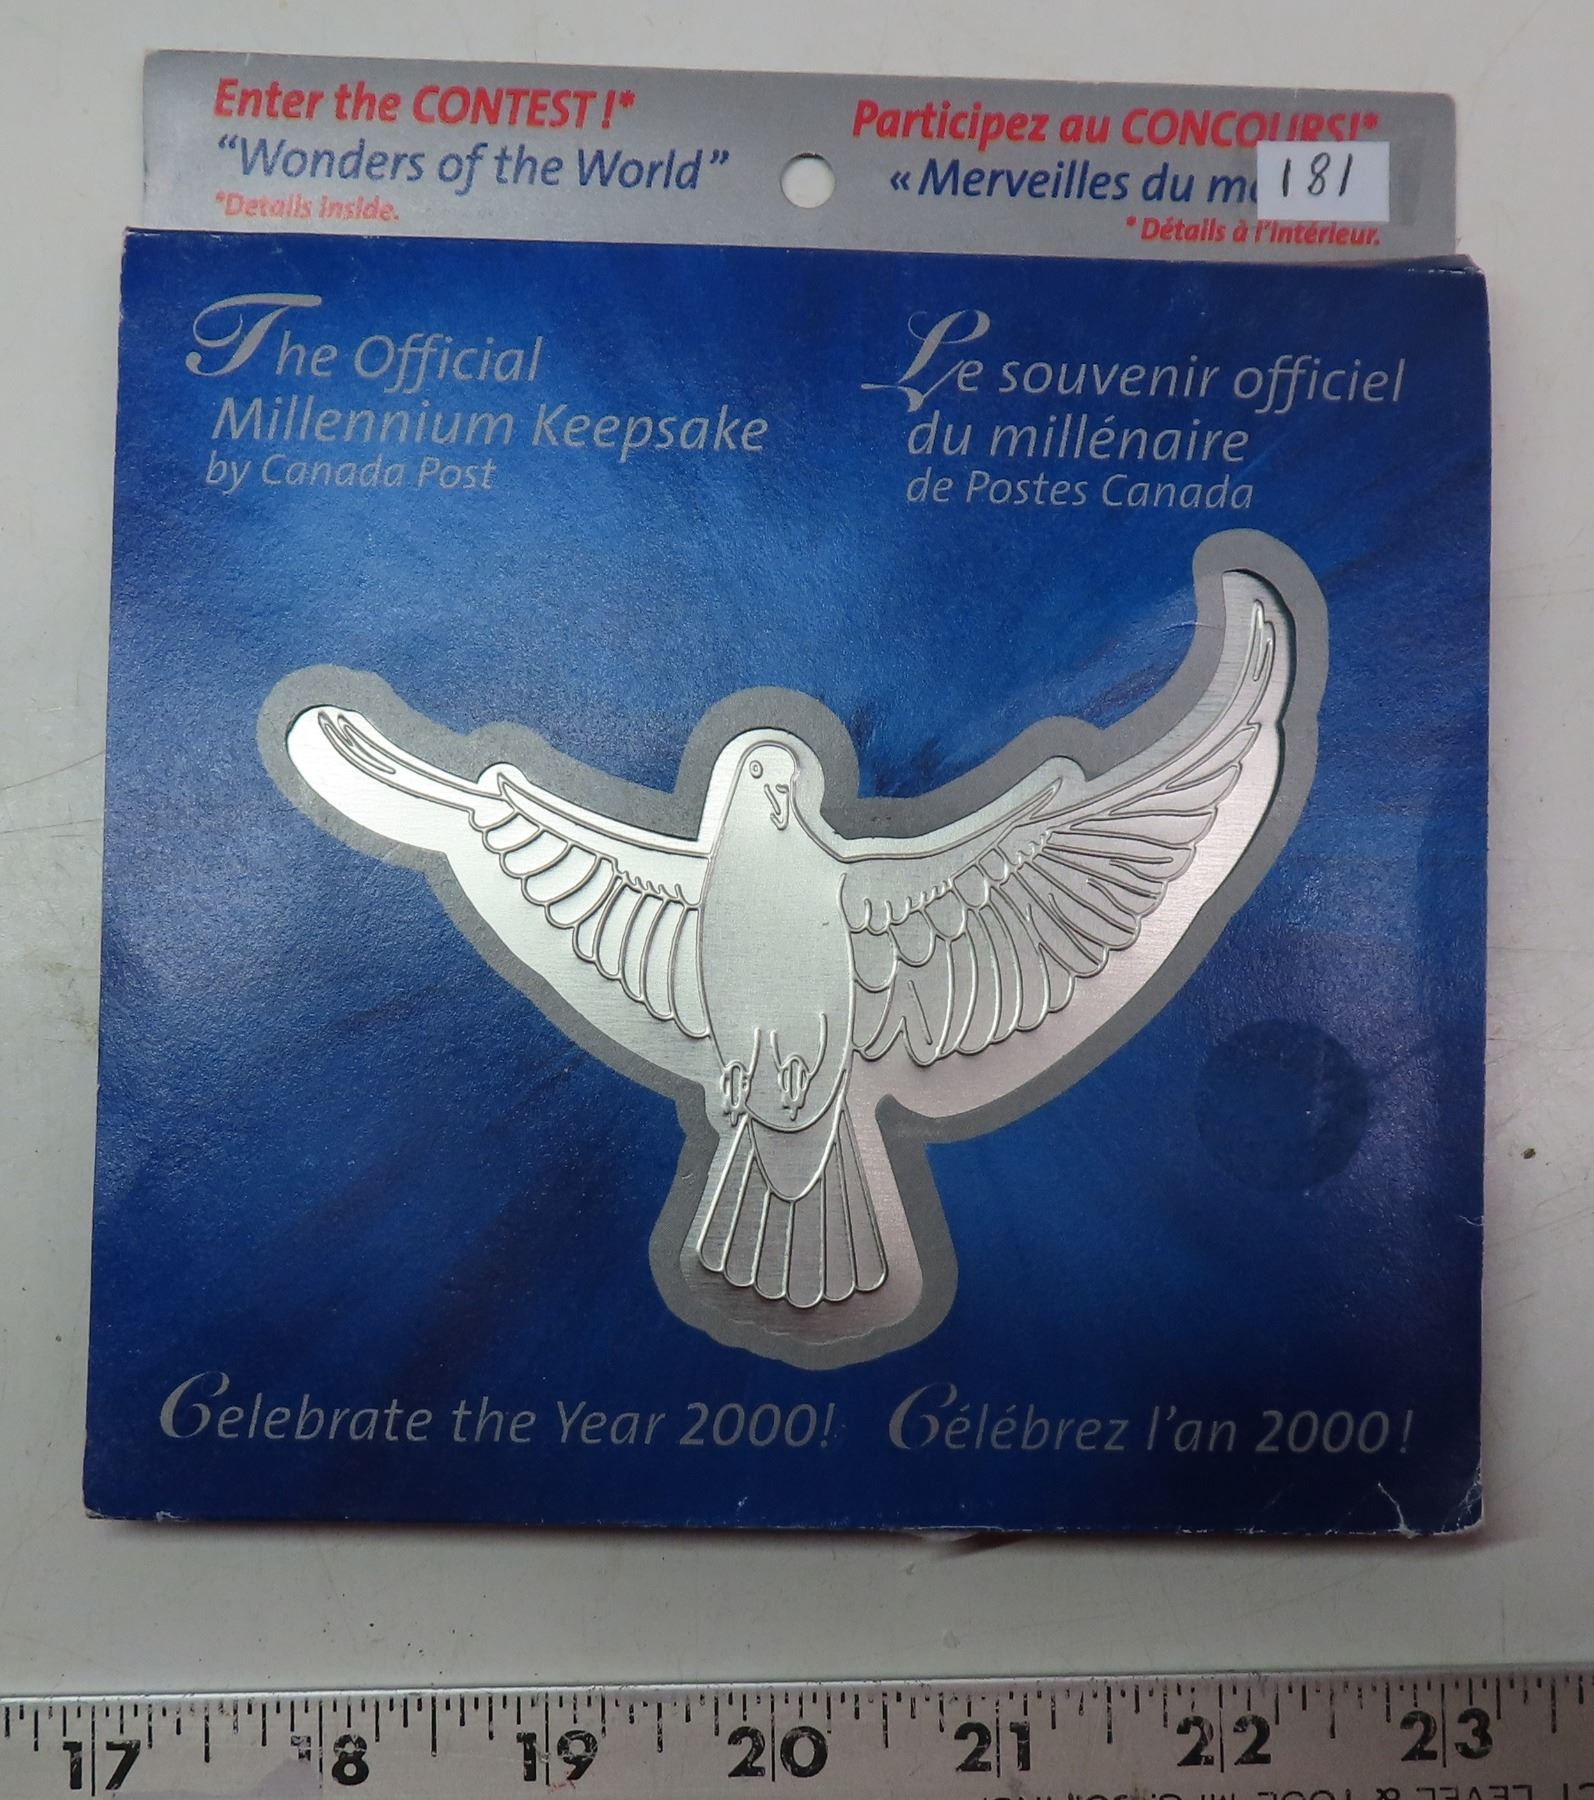 Enter the CONTEST!*
“Wonders of the World”
*Details inside.
Participez au CONCOURS!*
« Merveilles du
181
*Détails à l’intérieur.
The Official
Millennium Keepsake
by Canada Post
Le souvenir officiel
du millénaire
de Postes Canada
Celebrate the Year 2000!
Célébrez l’an 2000!
17 18 19 20 21 22 23
LEVEL & TOOL